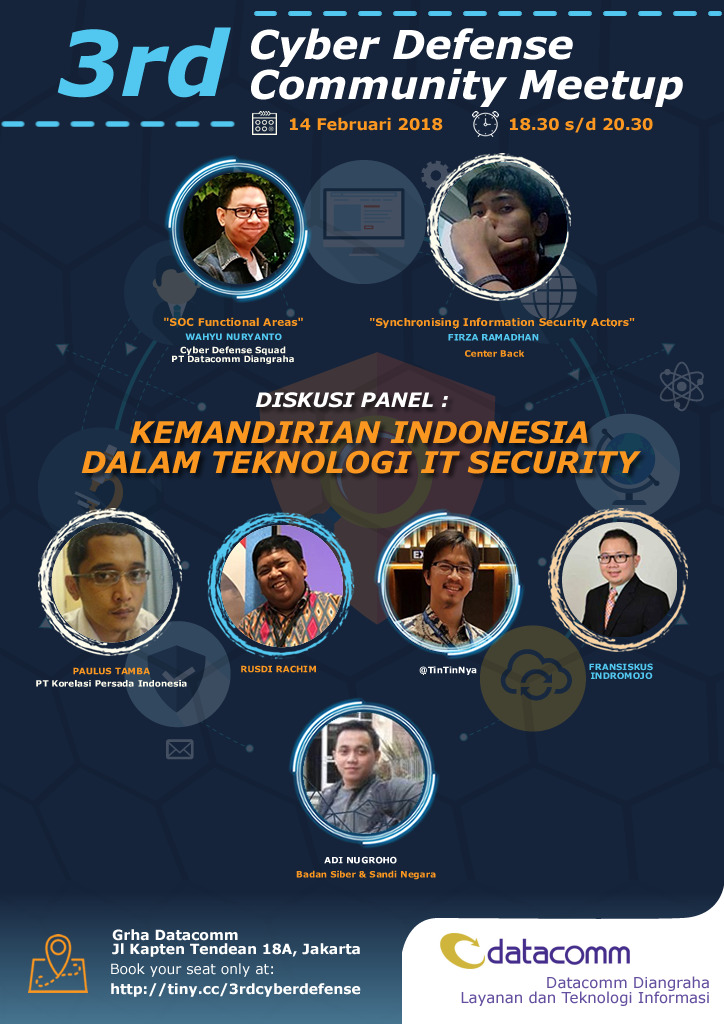 3rd
Cyber Defense
Community Meetup
14 Februari 2018
18.30 s/d 20.30
"SOC Functional Areas"
WAHYU NURYANTO
Cyber Defense Squad
PT Datacomm Diangraha
"Synchronising Information Security Actors"
FIRZA RAMADHAN
Center Back
DISKUSI PANEL :
KEMANDIRIAN INDONESIA
DALAM TEKNOLOGI IT SECURITY
EX
PAULUS TAMBA
PT Korelasi Persada Indonesia
RUSDI RACHIM
@TinTinNya
FRANSISKUS
INDROMOJO
ADI NUGROHO
Badan Siber & Sandi Negara
Grha Datacomm
Jl Kapten Tendean 18A, Jakarta
Book your seat only at:
http://tiny.cc/3rdcyberdefense
datacomm
Datacomm Diangraha
Layanan dan Teknologi Informasi